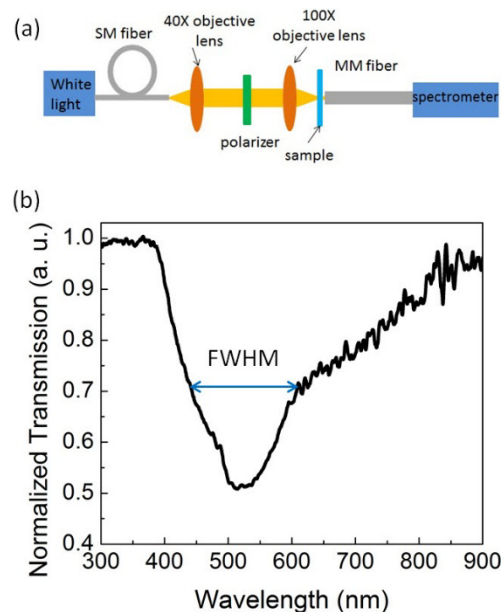 (a)
SM fiber
40X objective
lens
100X
objective lens
MM fiber
White
light
spectrometer
polarizer
sample
(b)
Normalized Transmission (a. u.)
1.0
0.9
0.8
0.7
0.6
0.5
0.4
FWHM
300 400 500 600 700 800 900
Wavelength (nm)